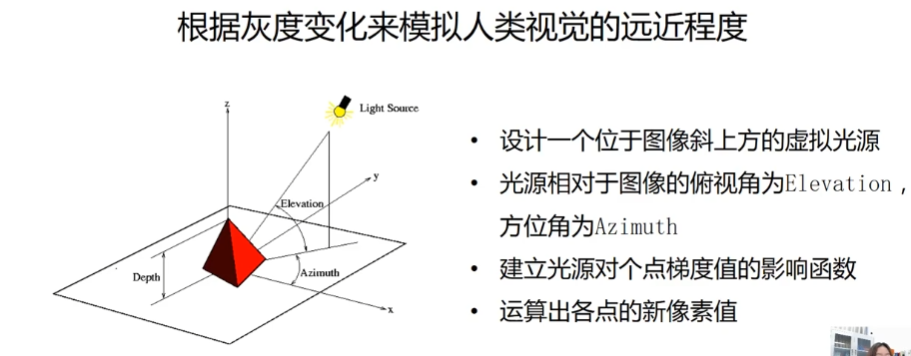 根据灰度变化来模拟人类视觉的远近程度
z
Light Source
y
Elevation
Azimuth
Depth
x
• 设计一个位于图像斜上方的虚拟光源
• 光源相对于图像的俯视角为Elevation，
方位角为Azimuth
• 建立光源对个点梯度值的影响函数
• 运算出各点的新像素值